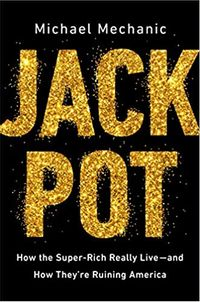 Michael Mechanic
JACK
POT
How the Super-Rich Really Live—and
How They're Ruining America